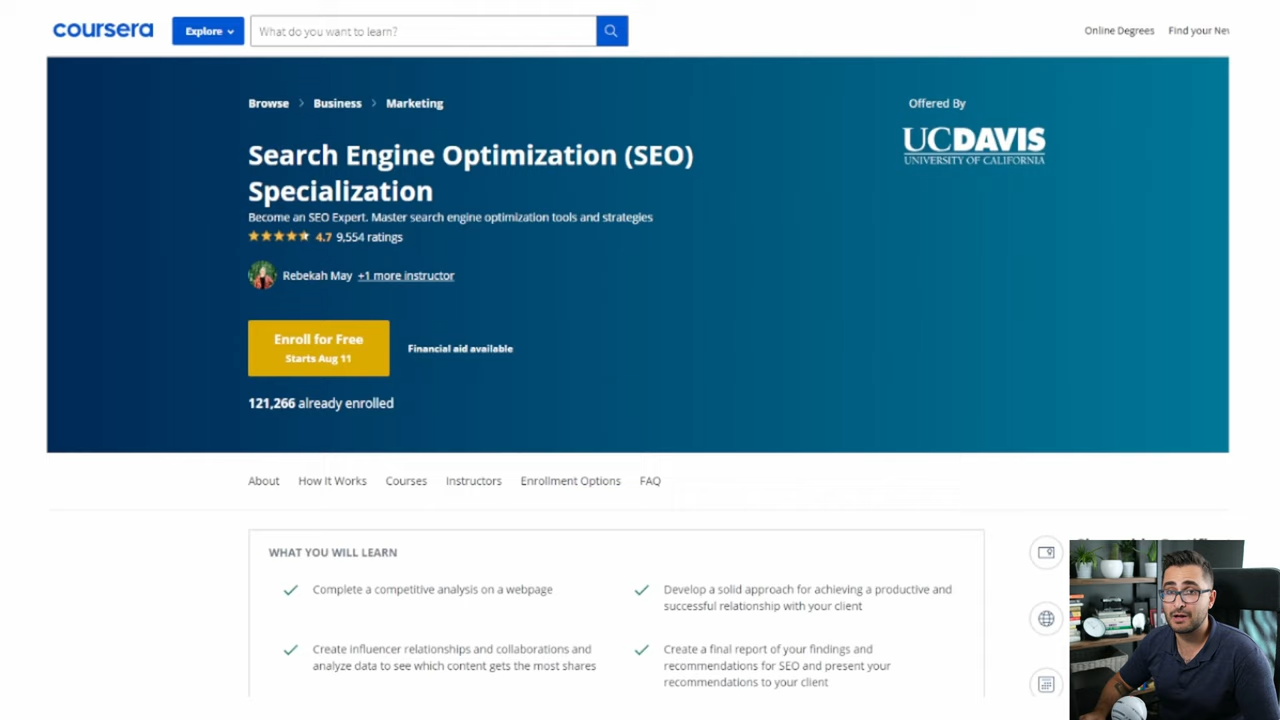 coursera
Explore
What do you want to learn?
Online Degrees
Find your Nev
Browse > Business > Marketing
Offered By
UCDAVIS
UNIVERSITY OF CALIFORNIA
Search Engine Optimization (SEO)
Specialization
Become an SEO Expert. Master search engine optimization tools and strategies
4.7 9,554 ratings
Rebekah May +1 more instructor
Enroll for Free
Starts Aug 11
Financial aid available
121,266 already enrolled
About How It Works Courses Instructors Enrollment Options FAQ
WHAT YOU WILL LEARN
Complete a competitive analysis on a webpage
Develop a solid approach for achieving a productive and
successful relationship with your client
Create influencer relationships and collaborations and
analyze data to see which content gets the most shares
Create a final report of your findings and
recommendations for SEO and present your
recommendations to your client